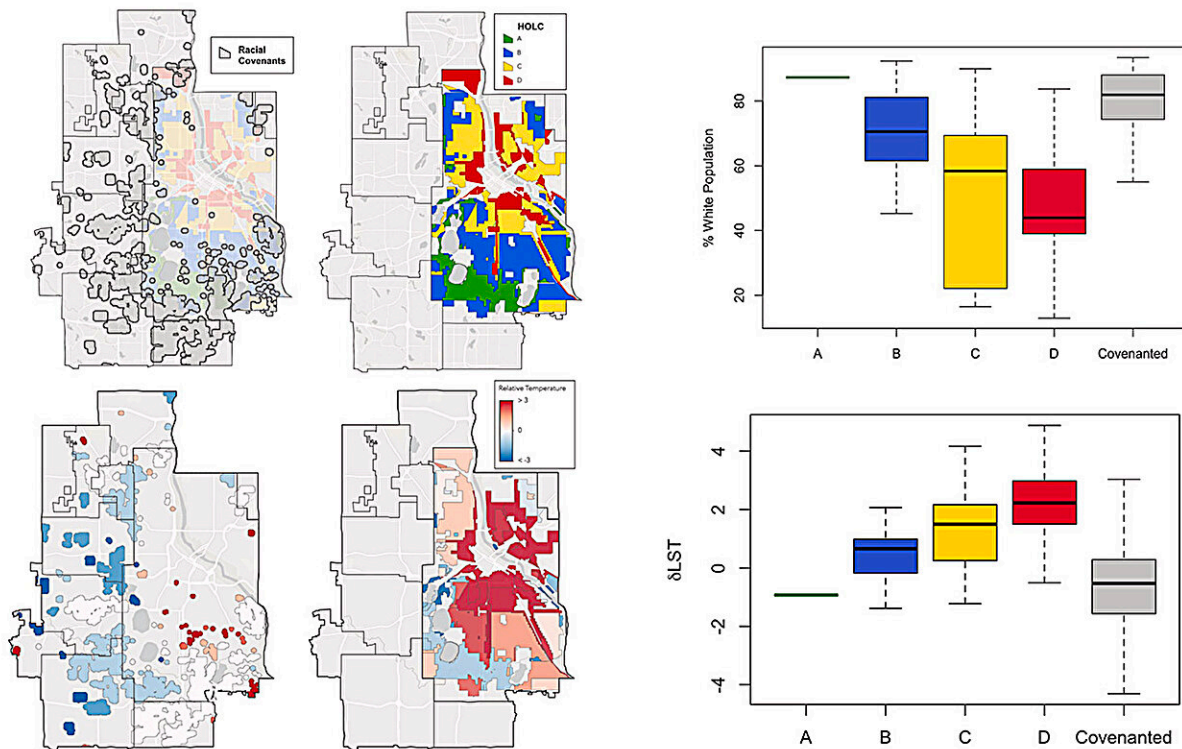 Racial
Covenants
HOLC
A
B
C
D
Relative Temperature
> 3
0
< -3
% White Population
80
60
40
20
A
B
C
D
Covenanted
δLST
4
2
0
-2
-4
A
B
C
D
Covenanted